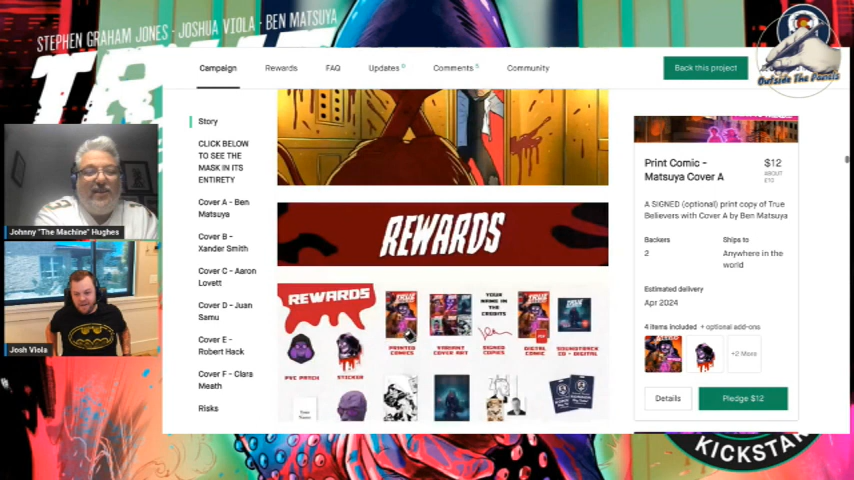 STEPHEN GRAHAM JONES - JOSHUA VIOLA - BEN MATSUYA
TRUE
Outside The Panels
Campaign
Rewards
FAQ
Updates
Comments 5
Community
Back this project
Story
CLICK BELOW
TO SEE THE
MASK IN ITS
ENTIRETY
Cover A - Ben
Matsuya
Cover B -
Xander Smith
Cover C - Aaron
Lovett
Cover D - Juan
Samu
Cover E -
Robert Hack
Cover F - Clara
Meath
Risks
REWARDS
REWARDS
PRINTED
COMICS
VARIANT
COVER ART
YOUR
NAME IN
THE
CREDITS
SIGNED
COPIES
DIGITAL
COMIC
SOUNDTRACK
CD + DIGITAL
PVC PATCH
STICKER
Print Comic -
Matsuya Cover A
$12
ABOUT
£10
A SIGNED (optional) print copy of True
Believers with Cover A by Ben Matsuya
Backers
2
Ships to
Anywhere in the
world
Estimated delivery
Apr 2024
4 items included + optional add-ons
+2 More
Details
Pledge $12
Johnny "The Machine" Hughes
Josh Viola
KICKSTAR